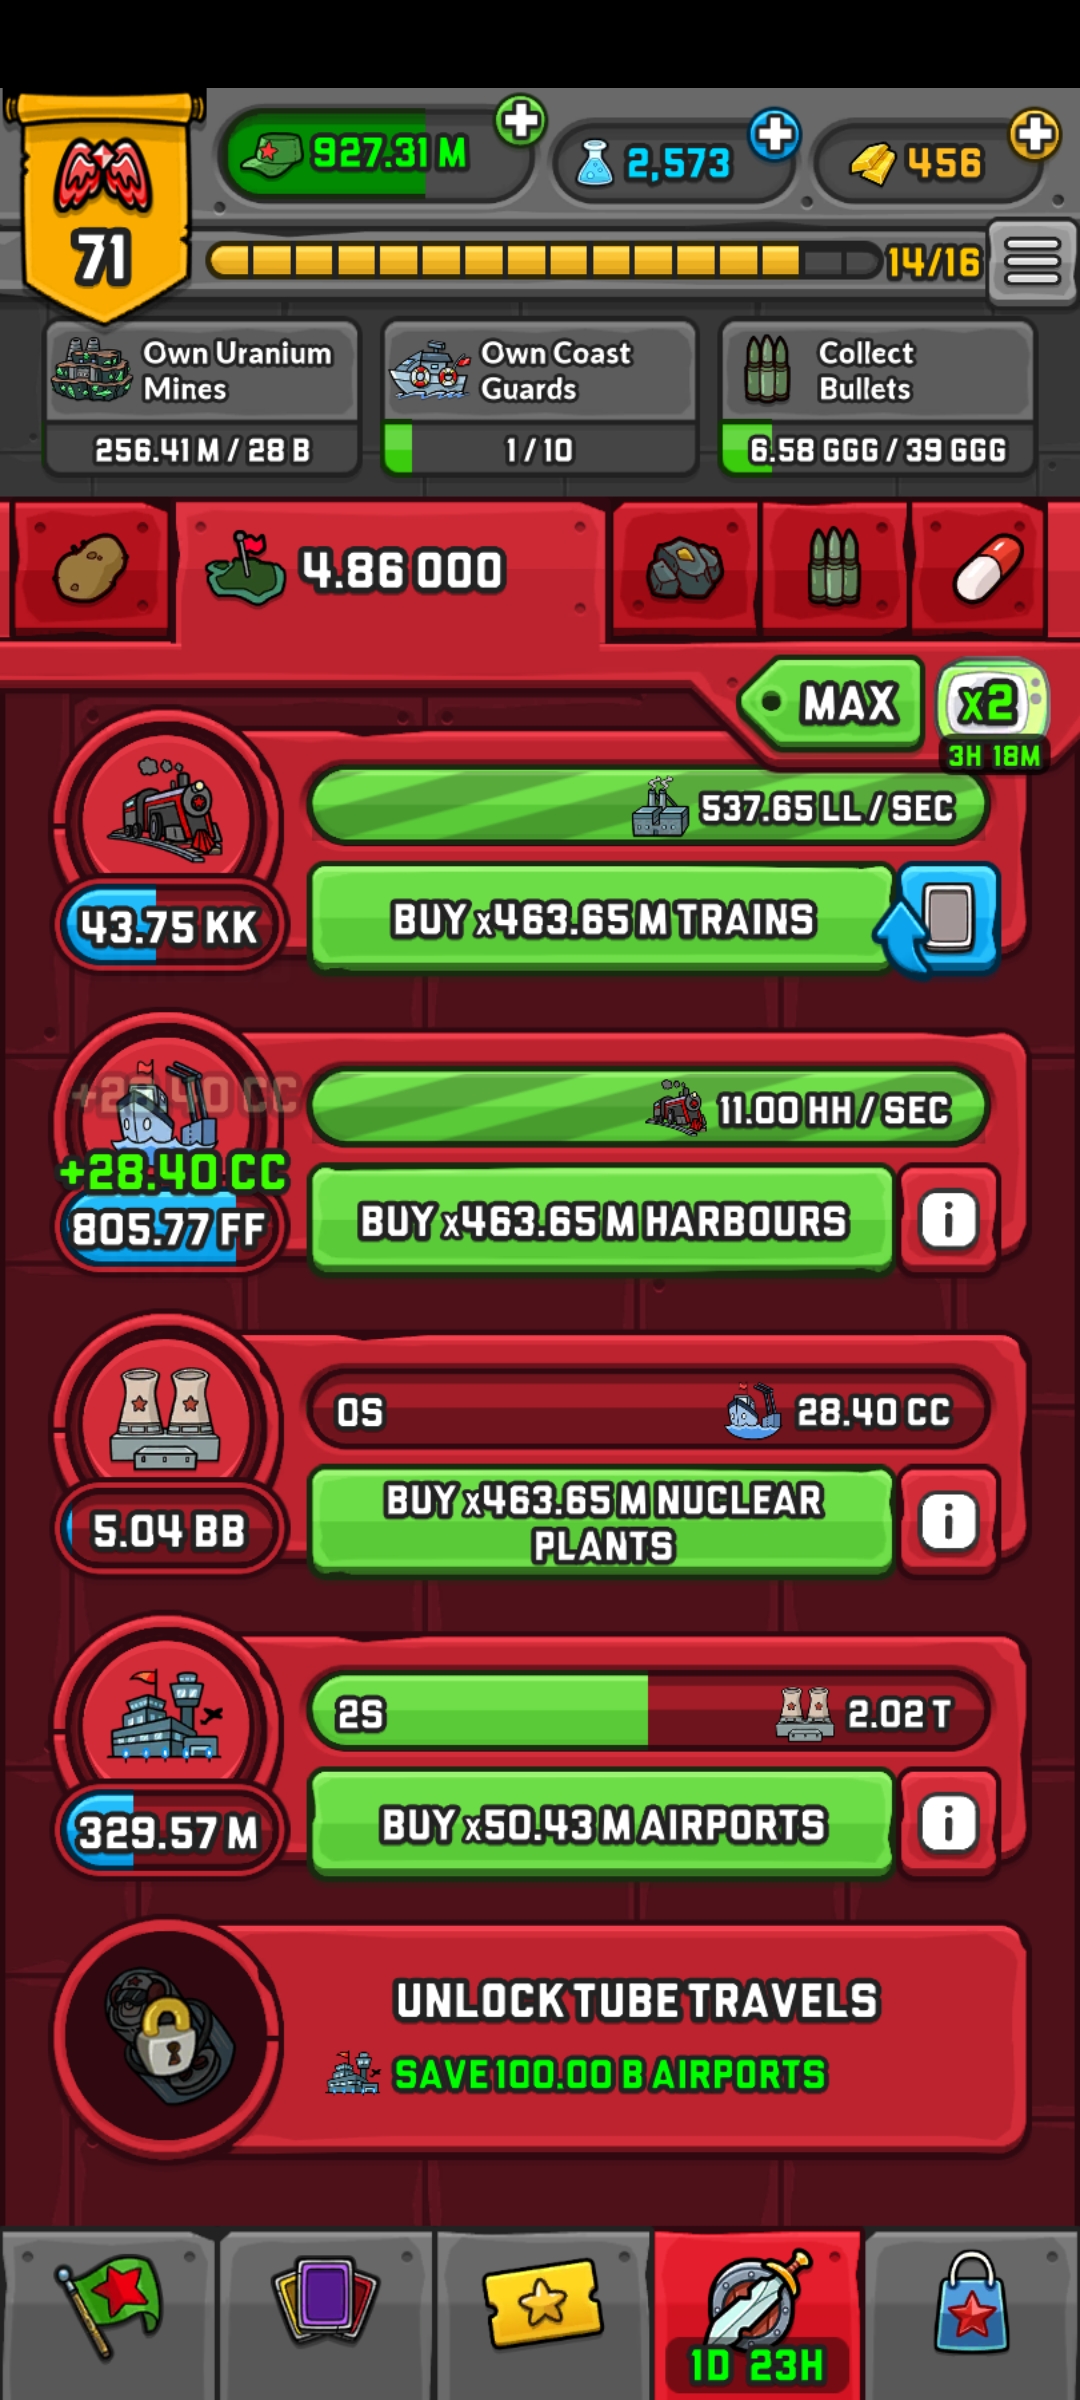 71
927.31 M
2,573
456
14/16
Own Uranium
Mines
256.41 M / 28 B
Own Coast
Guards
1 / 10
Collect
Bullets
6.58 GGG / 39 GGG
4.86 OOO
MAX
x2
3H 18M
537.65 LL / SEC
43.75 KK
BUY x463.65 M TRAINS
+28.40 CC
11.00 HH / SEC
+28.40 CC
805.77 FF
BUY x463.65 M HARBOURS
i
0S
28.40 CC
5.04 BB
BUY x463.65 M NUCLEAR
PLANTS
i
2S
2.02 T
329.57 M
BUY x50.43 M AIRPORTS
i
UNLOCK TUBE TRAVELS
SAVE 100.00 B AIRPORTS
1D 23H